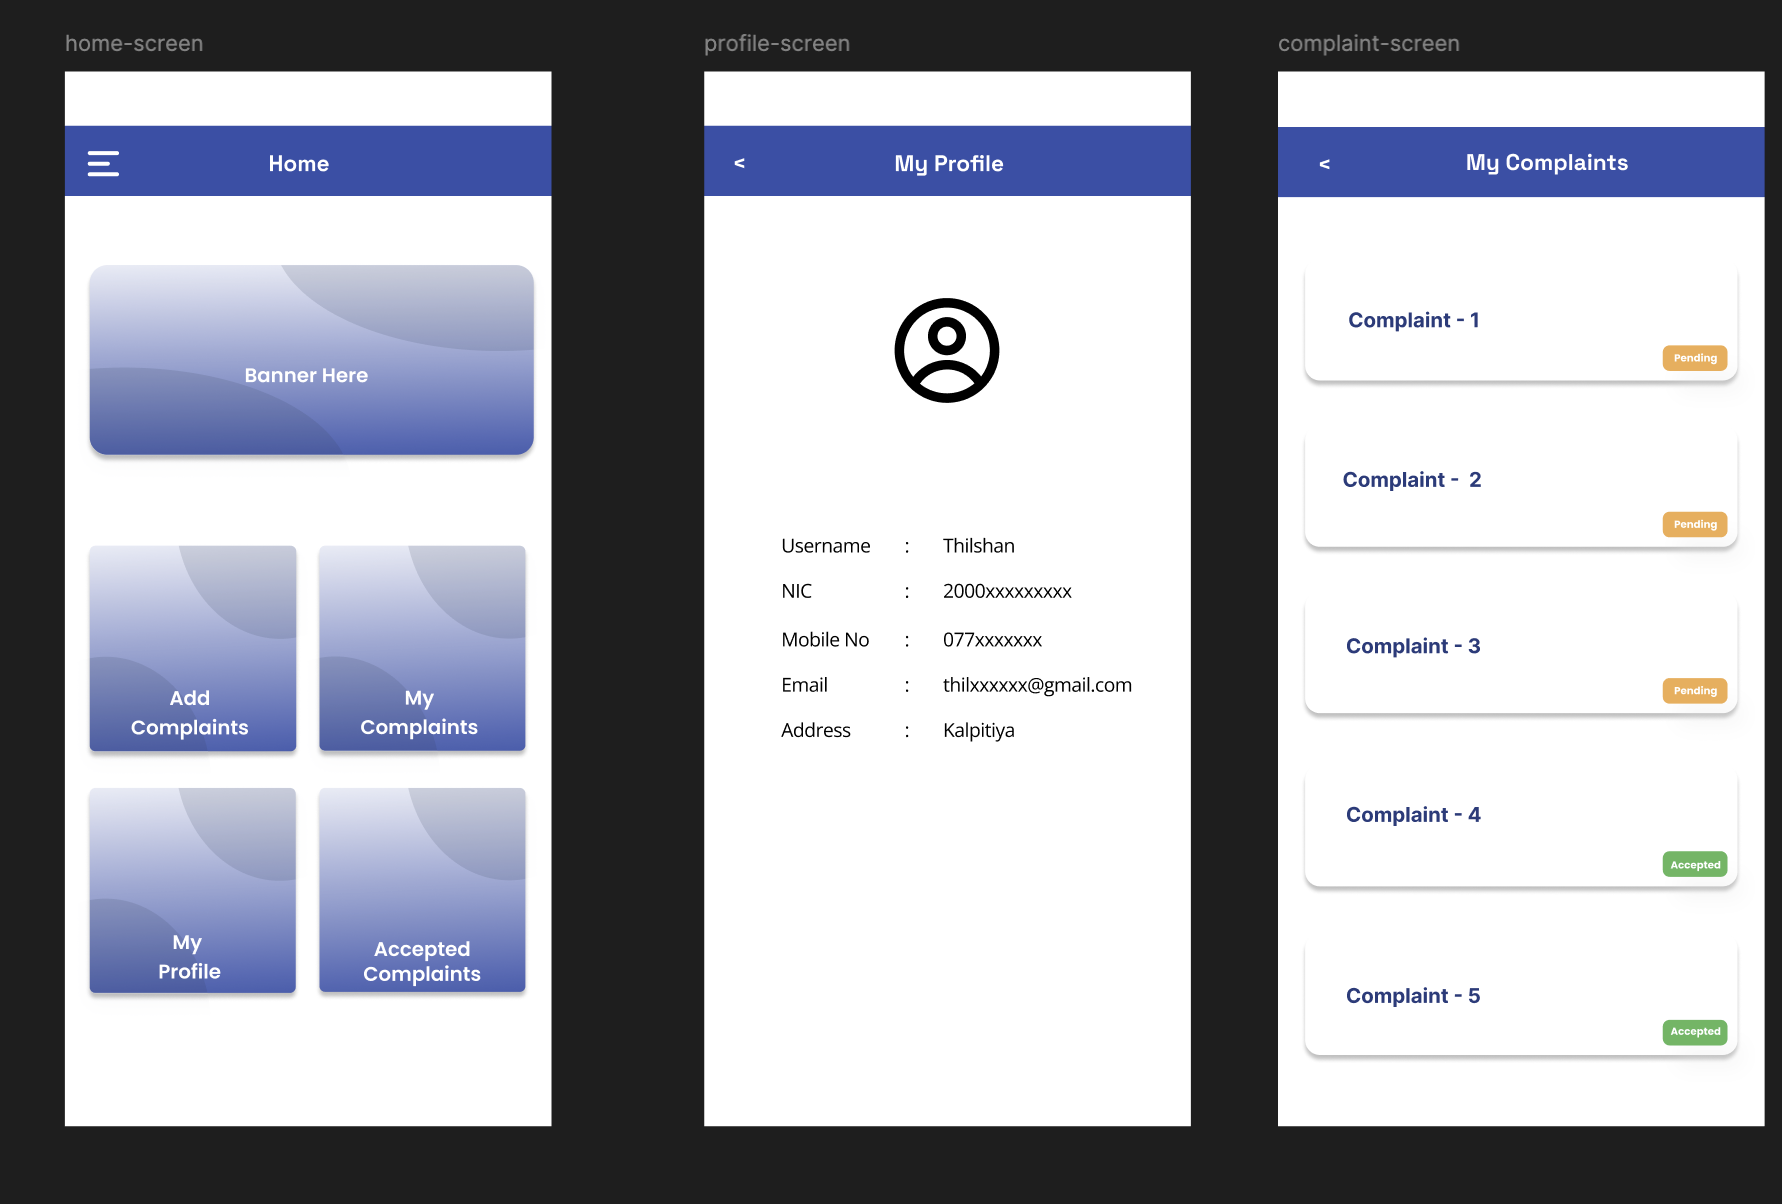 home-screen
Home
Banner Here
Add
Complaints
My
Complaints
My
Profile
Accepted
Complaints
profile-screen
< My Profile
Username : Thilshan
NIC : 2000xxxxxxxxx
Mobile No : 077xxxxxxx
Email : thilxxxxxx@gmail.com
Address : Kalpitiya
complaint-screen
< My Complaints
Complaint - 1
Pending
Complaint - 2
Pending
Complaint - 3
Pending
Complaint - 4
Accepted
Complaint - 5
Accepted